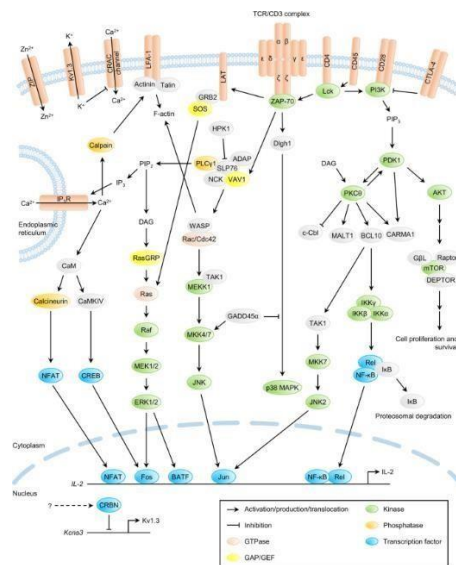 TCR/CD3 complex
Zn²⁺
K⁺
Ca²⁺
LFA-1
α β
ε γ δ ε
ζ ζ
CD4
CD45
CD28
CTLA-4
KV1.3
CRAC channel
LAT
Zn²⁺
K⁺
Ca²⁺
Actinin
Talin
F-actin
GRB2
SOS
ZAP-70
Lck
PI3K
PIP₃
HPK1
Dlgh1
Calpain
PIP₂
PLCγ1
ADAP
SLP76
NCK
VAV1
DAG
PDK1
PKCθ
AKT
IP₃
IP₃R
Ca²⁺
Ca²⁺
Endoplasmic
reticulum
DAG
WASP
Rac/Cdc42
c-Cbl
MALT1
BCL10
CARMA1
GβL
Raptor
mTOR
DEPTOR
CaM
RasGRP
TAK1
MEKK1
Calcineurin
CaMKIV
Ras
GADD45α
MKK4/7
TAK1
IKKγ
IKKβ
IKKα
Cell proliferation and
survival
Raf
MEK1/2
MKK7
NFAT
CREB
JNK
p38 MAPK
JNK2
Rel
NF-κB
IκB
ERK1/2
IκB
Proteosomal degradation
Cytoplasm
IL-2
NFAT
Fos
BATF
Jun
NF-κB
Rel
IL-2
Nucleus
?
CRBN
Kv1.3
Kcna3
Activation/production/translocation
Inhibition
GTPase
GAP/GEF
Kinase
Phosphatase
Transcription factor